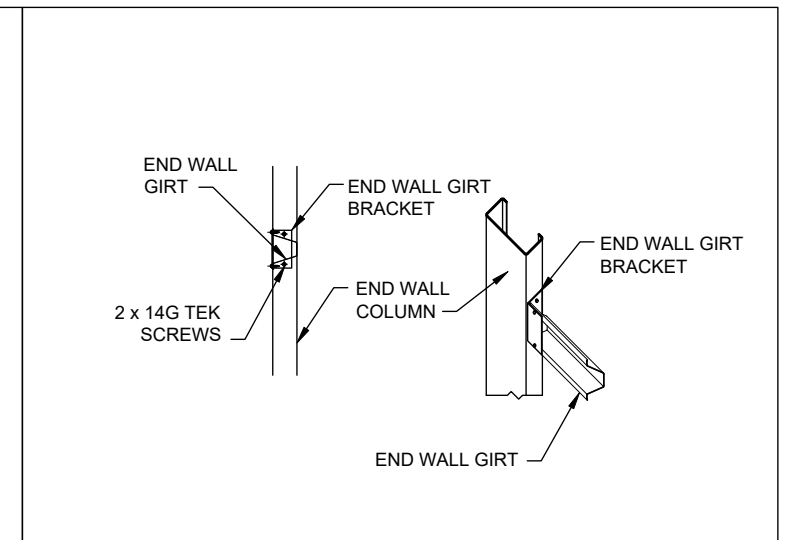 END WALL
GIRT
END WALL GIRT
BRACKET
2 x 14G TEK
SCREWS
END WALL
COLUMN
END WALL GIRT
BRACKET
END WALL GIRT